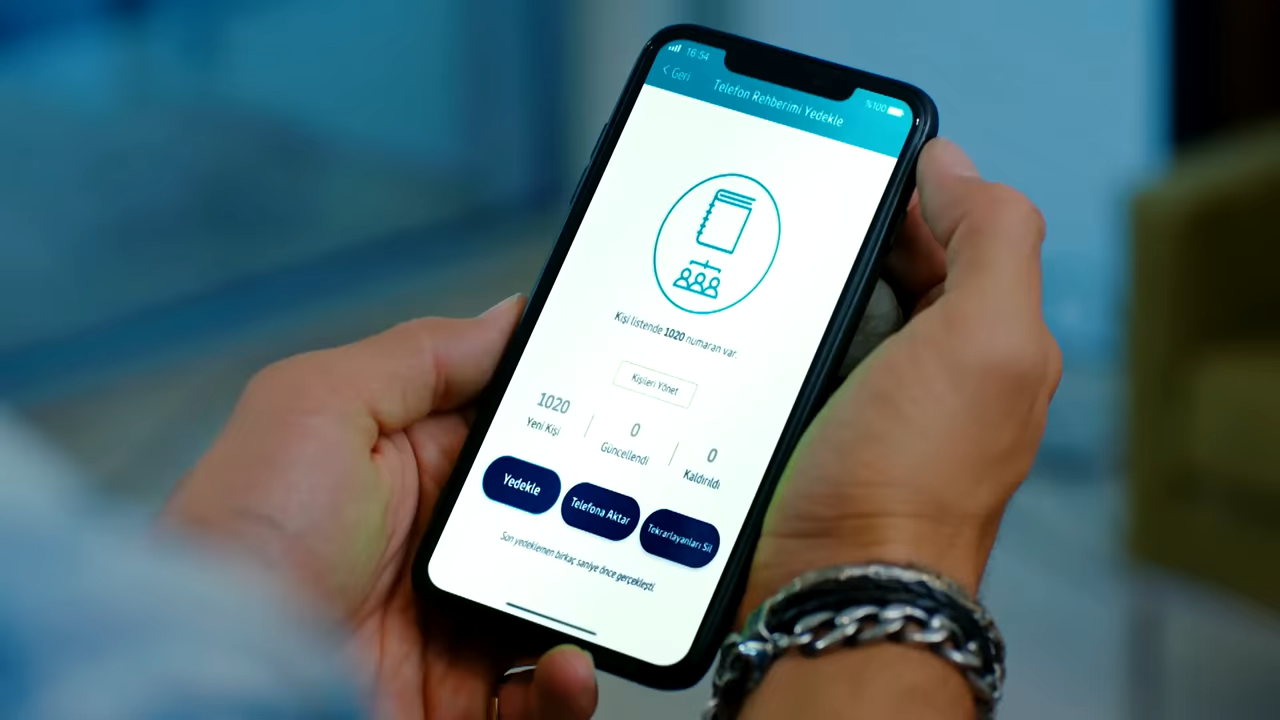 16:54
%100
Geri
Telefon Rehberimi Yedekle
Kişi listende 1020 numaran var.
Kişileri Yönet
1020
Yeni Kişi
0
Güncellendi
0
Kaldırıldı
Yedekle
Telefona Aktar
Tekrarlayanları Sil
Son yedeklemen birkaç saniye önce gerçekleşti.